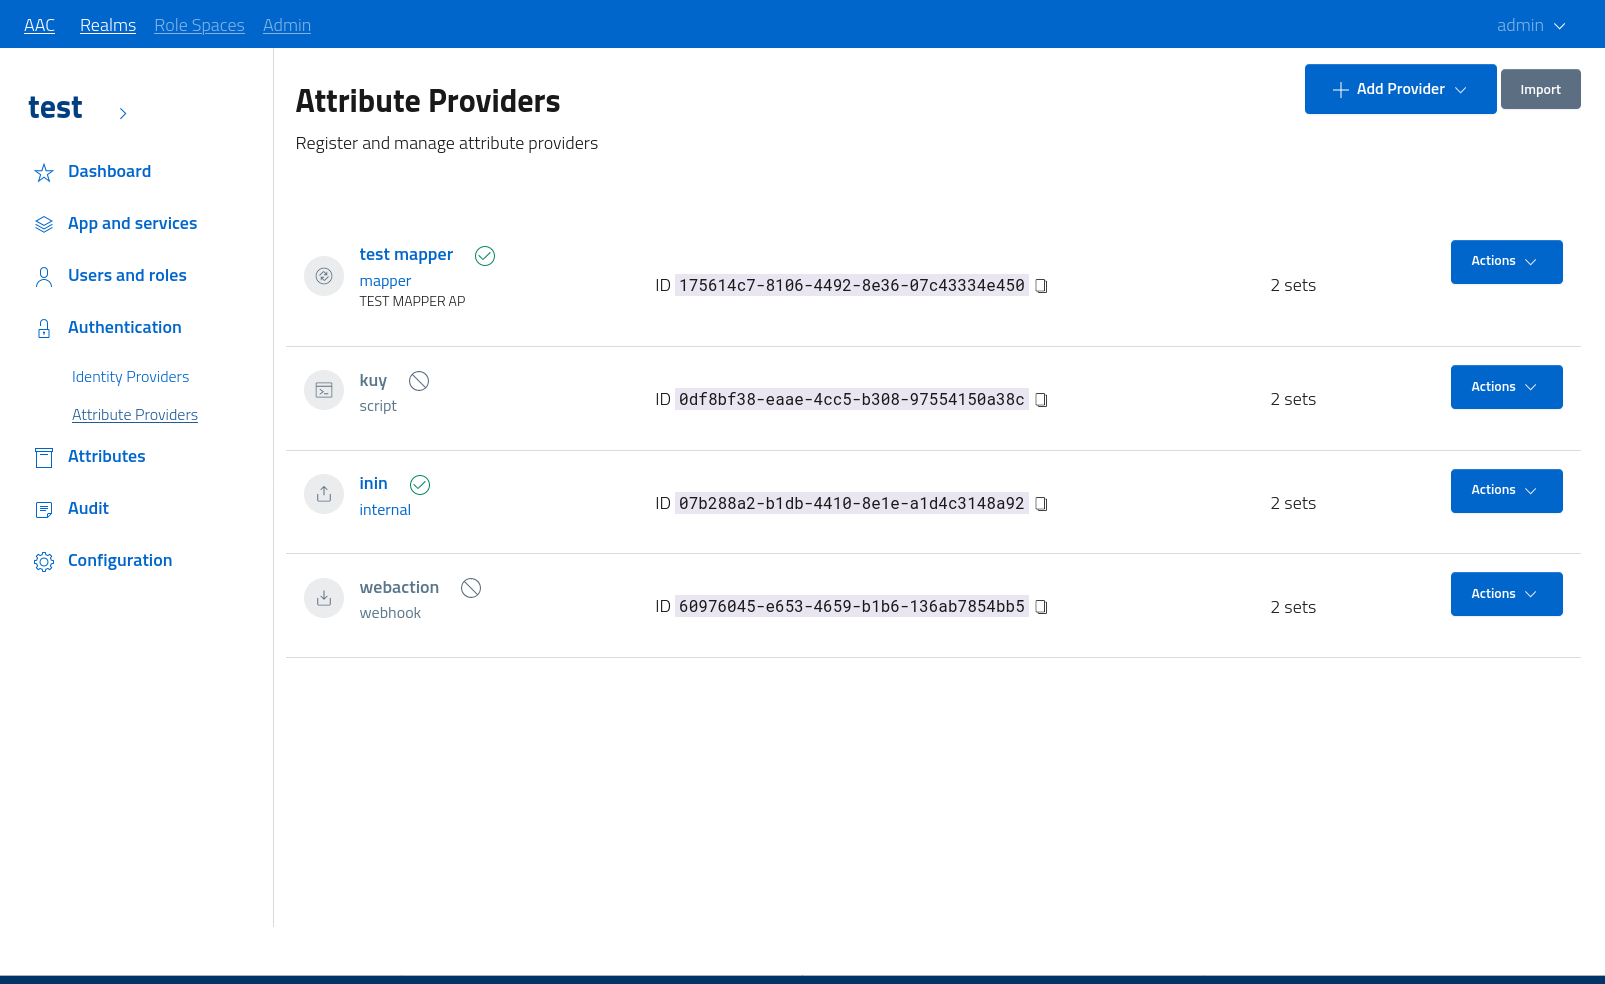 AAC Realms Role Spaces Admin admin
test
Dashboard
App and services
Users and roles
Authentication
Identity Providers
Attribute Providers
Attributes
Audit
Configuration
Attribute Providers
Register and manage attribute providers
Add Provider
Import
test mapper
mapper
TEST MAPPER AP
ID 175614c7-8106-4492-8e36-07c43334e450
2 sets
Actions
kuy
script
ID 0df8bf38-eaae-4cc5-b308-97554150a38c
2 sets
Actions
inin
internal
ID 07b288a2-b1db-4410-8e1e-a1d4c3148a92
2 sets
Actions
webaction
webhook
ID 60976045-e653-4659-b1b6-136ab7854bb5
2 sets
Actions